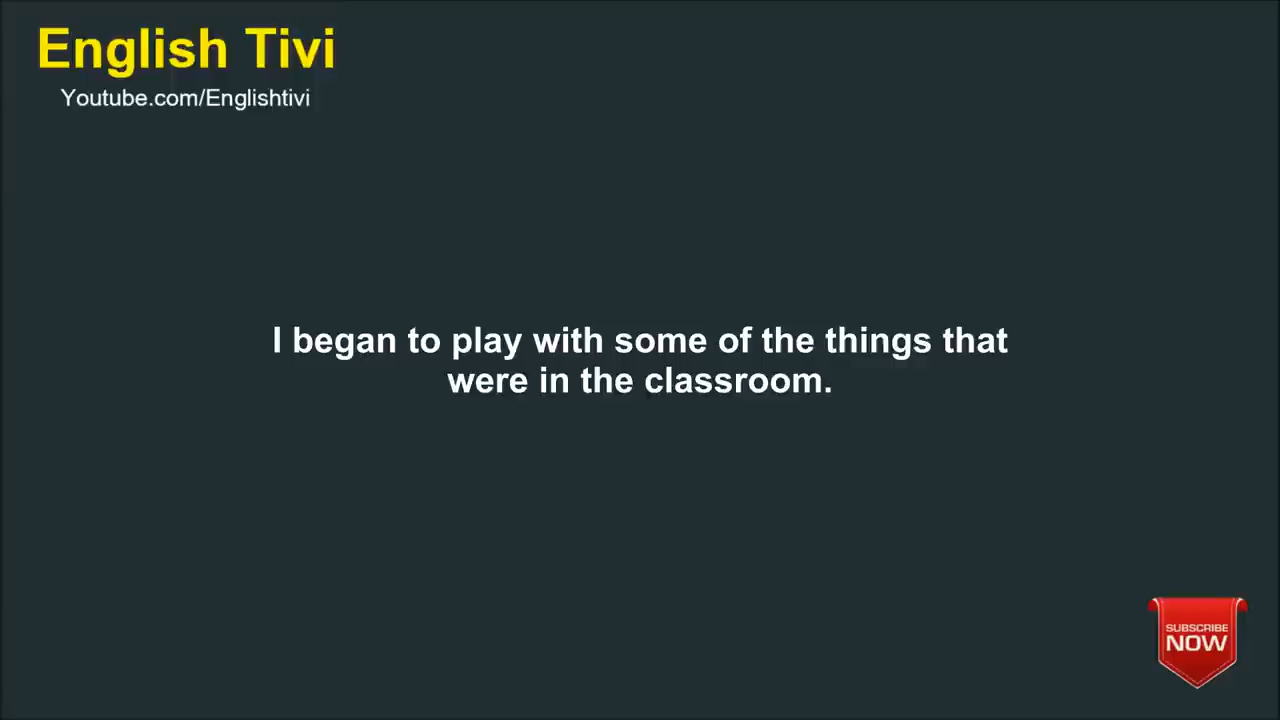 English Tivi
Youtube.com/Englishtivi
I began to play with some of the things that
were in the classroom.
SUBSCRIBE
NOW